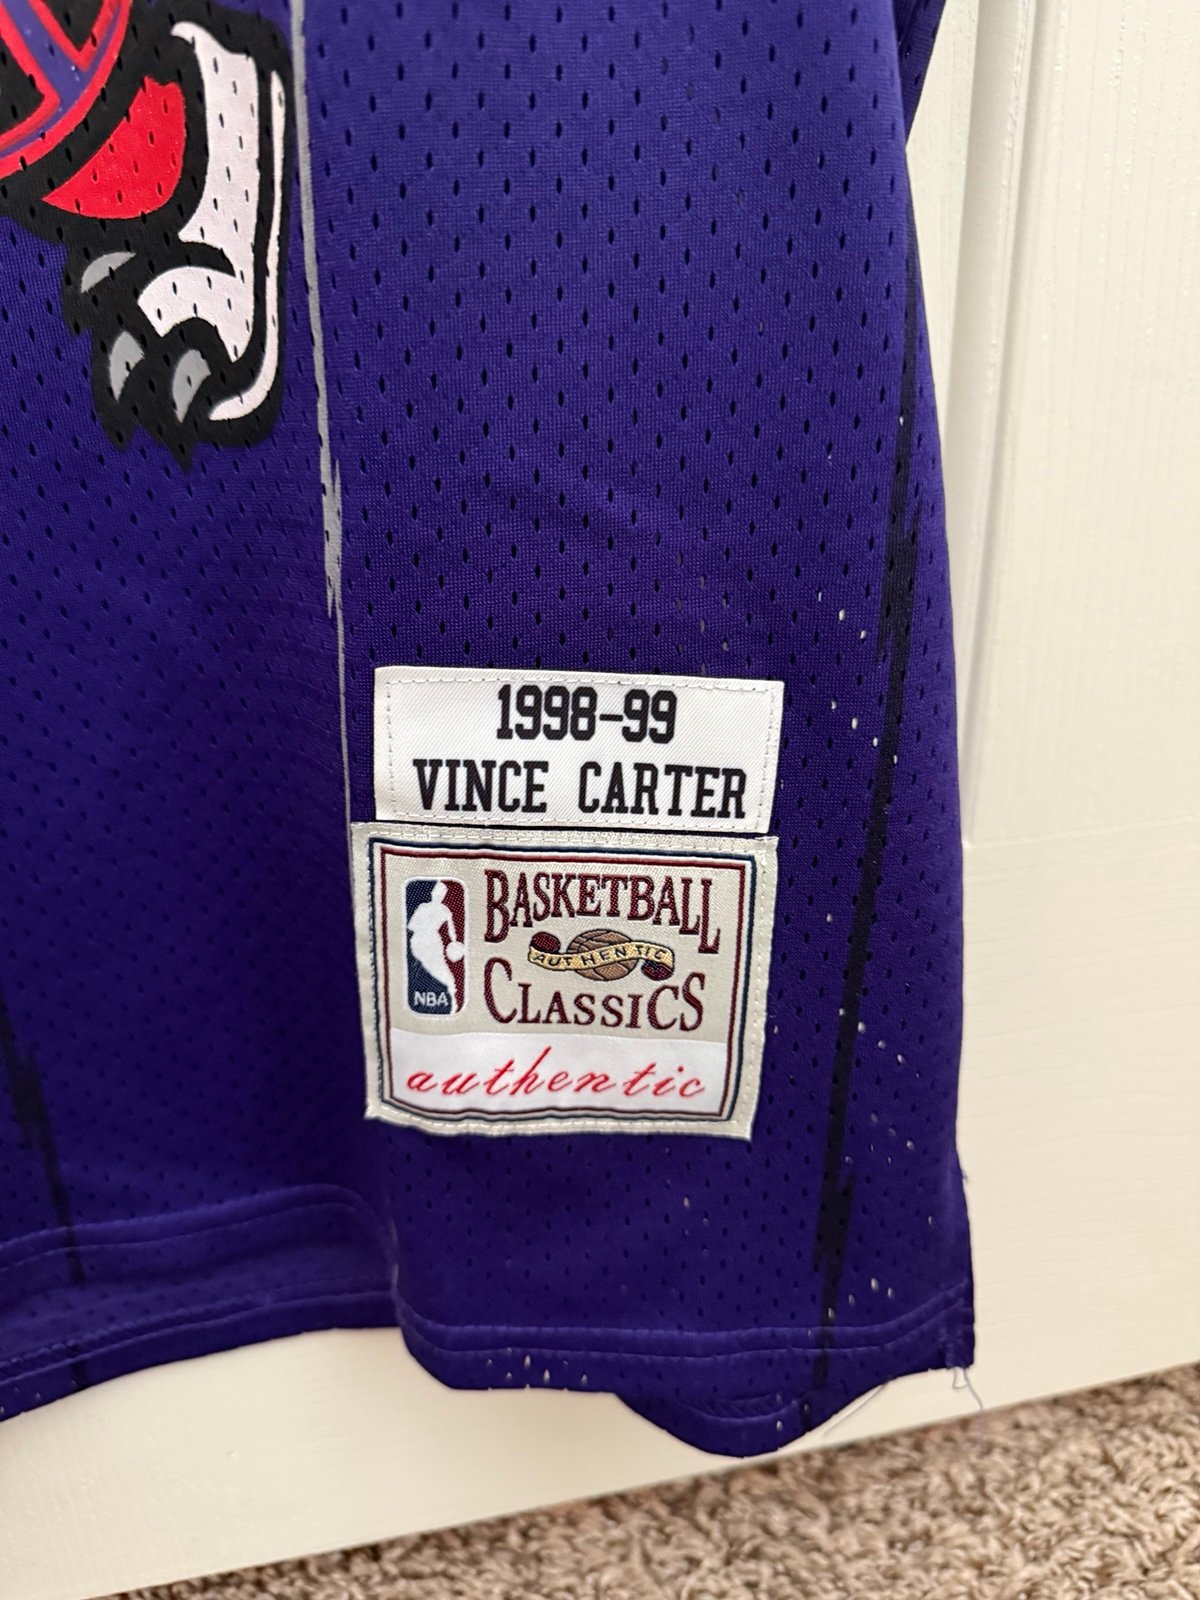 1998-99
VINCE CARTER
BASKETBALL
AUTHENTIC
CLASSICS
NBA
authentic